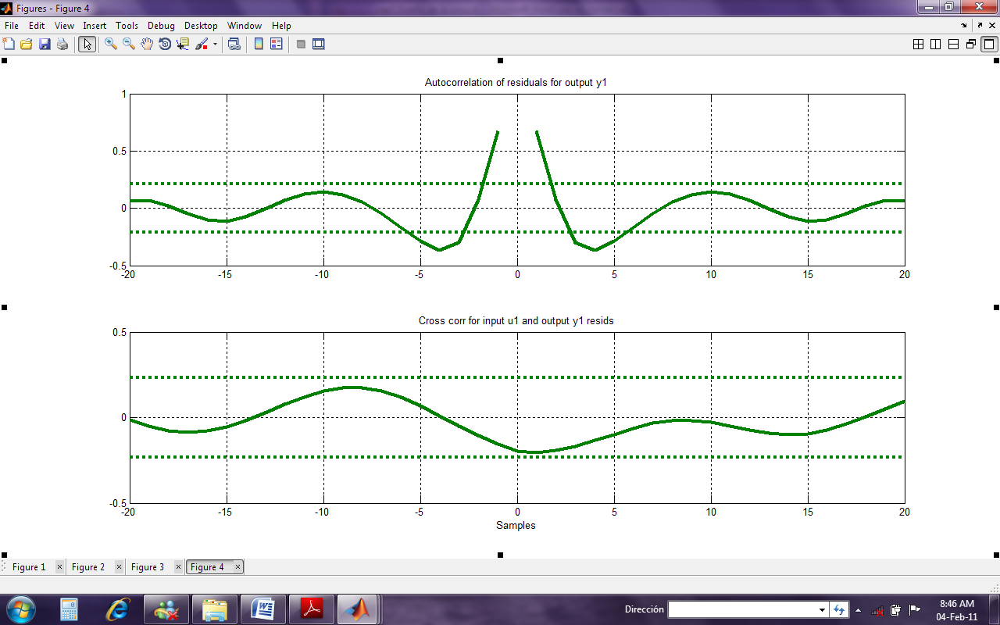 Figures - Figure 4
File Edit View Insert Tools Debug Desktop Window Help
Autocorrelation of residuals for output y1
1
0.5
0
-0.5
-20 -15 -10 -5 0 5 10 15 20
Cross corr for input u1 and output y1 resids
0.5
0
-0.5
-20 -15 -10 -5 0 5 10 15 20
Samples
Figure 1 Figure 2 Figure 3 Figure 4
Dirección
8:46 AM
04-Feb-11